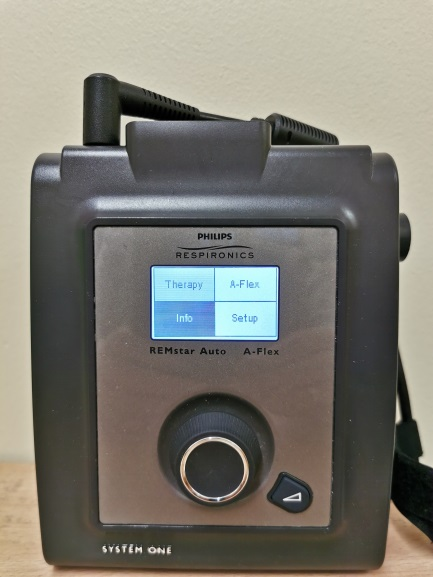 PHILIPS
RESPIRONICS
Therapy A-Flex
Info Setup
REMstar Auto A-Flex
SYSTEM ONE